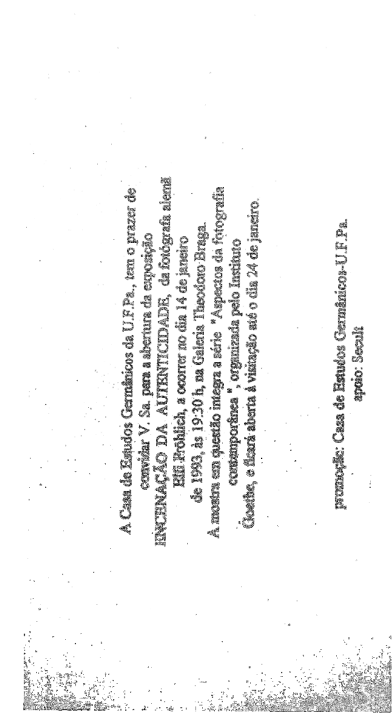 A Casa de Estudos Germânicos da U.F.Pa., tem o prazer de
convidar V. Sa. para a abertura da exposição
ENCENAÇÃO DA AUTENTICIDADE, da fotógrafa alemã
Elfi Fröhlich, a ocorrer no dia 14 de janeiro
de 1993, às 19:30 h, na Galeria Theodoro Braga.
A mostra em questão integra a série "Aspectos da fotografia
contemporânea", organizada pelo Instituto
Goethe, e ficará aberta à visitação até o dia 24 de janeiro.
promoção: Casa de Estudos Germânicos-U.F.Pa.
apoio: Secult